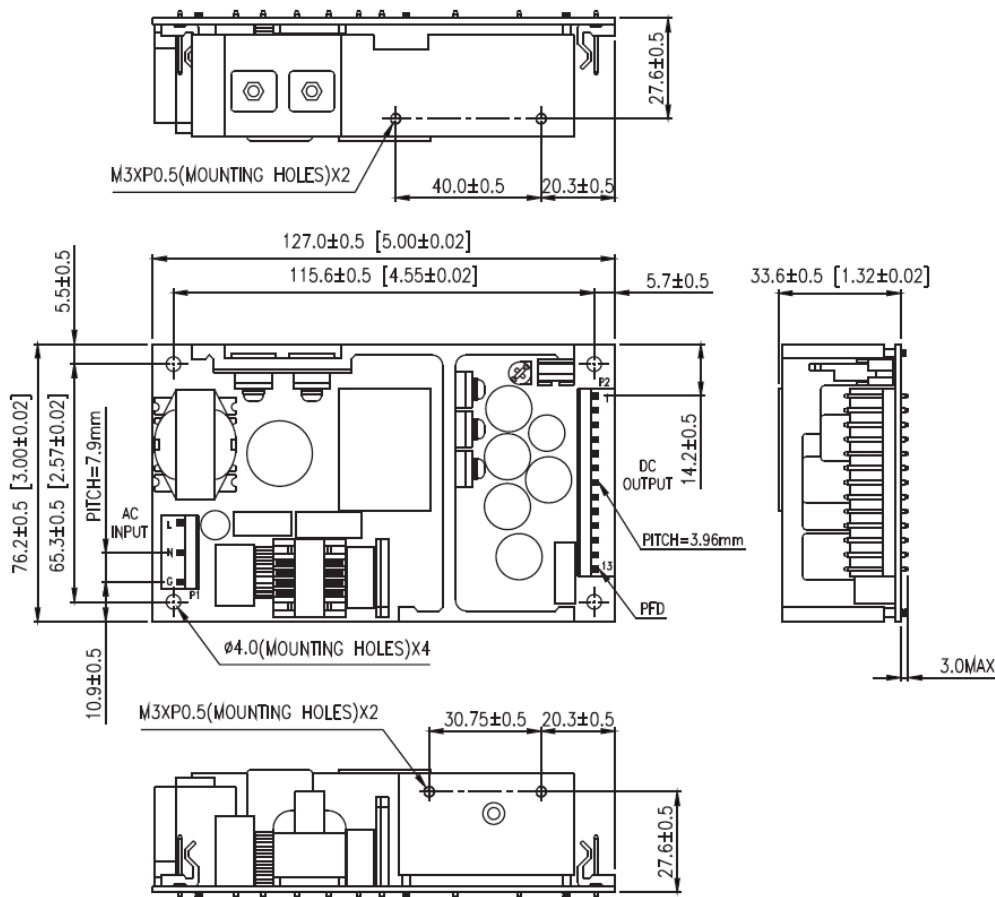 27.6±0.5
M3XP0.5(MOUNTING HOLES)X2
40.0±0.5
20.3±0.5
127.0±0.5 [5.00±0.02]
115.6±0.5 [4.55±0.02]
5.7±0.5
5.5±0.5
33.6±0.5 [1.32±0.02]
76.2±0.5 [3.00±0.02]
65.3±0.5 [2.57±0.02]
PITCH=7.9mm
AC
INPUT
L
N
G
P1
P2
1
DC
OUTPUT
14.2±0.5
PITCH=3.96mm
13
PFD
ø4.0(MOUNTING HOLES)X4
10.9±0.5
3.0MAX
M3XP0.5(MOUNTING HOLES)X2
30.75±0.5
20.3±0.5
27.6±0.5